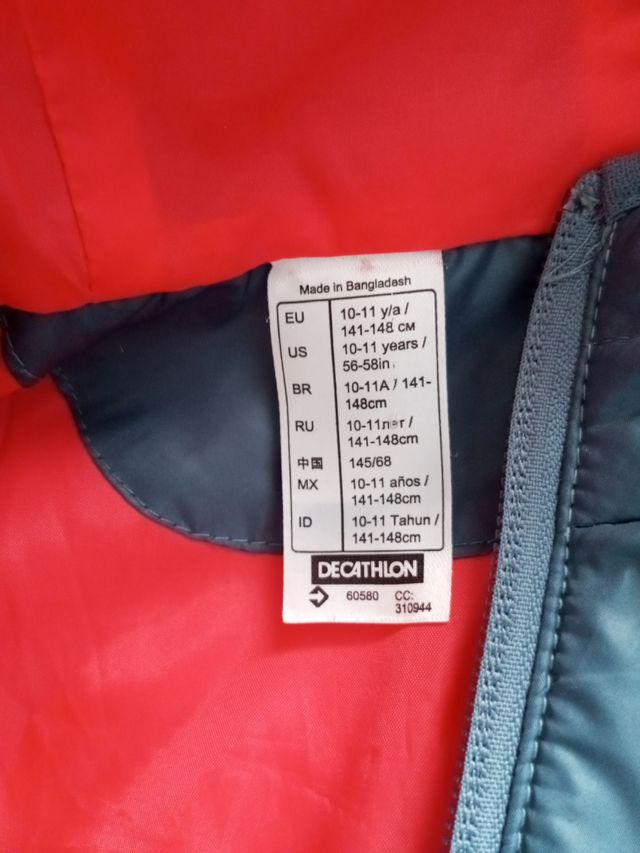 Made in Bangladesh
EU 10-11 y/a /
141-148 см
US 10-11 years /
56-58in
BR 10-11A / 141-
148cm
RU 10-11лет /
141-148cm
中国 145/68
MX 10-11 años /
141-148cm
ID 10-11 Tahun /
141-148cm
DECATHLON
60580 CC:
310944